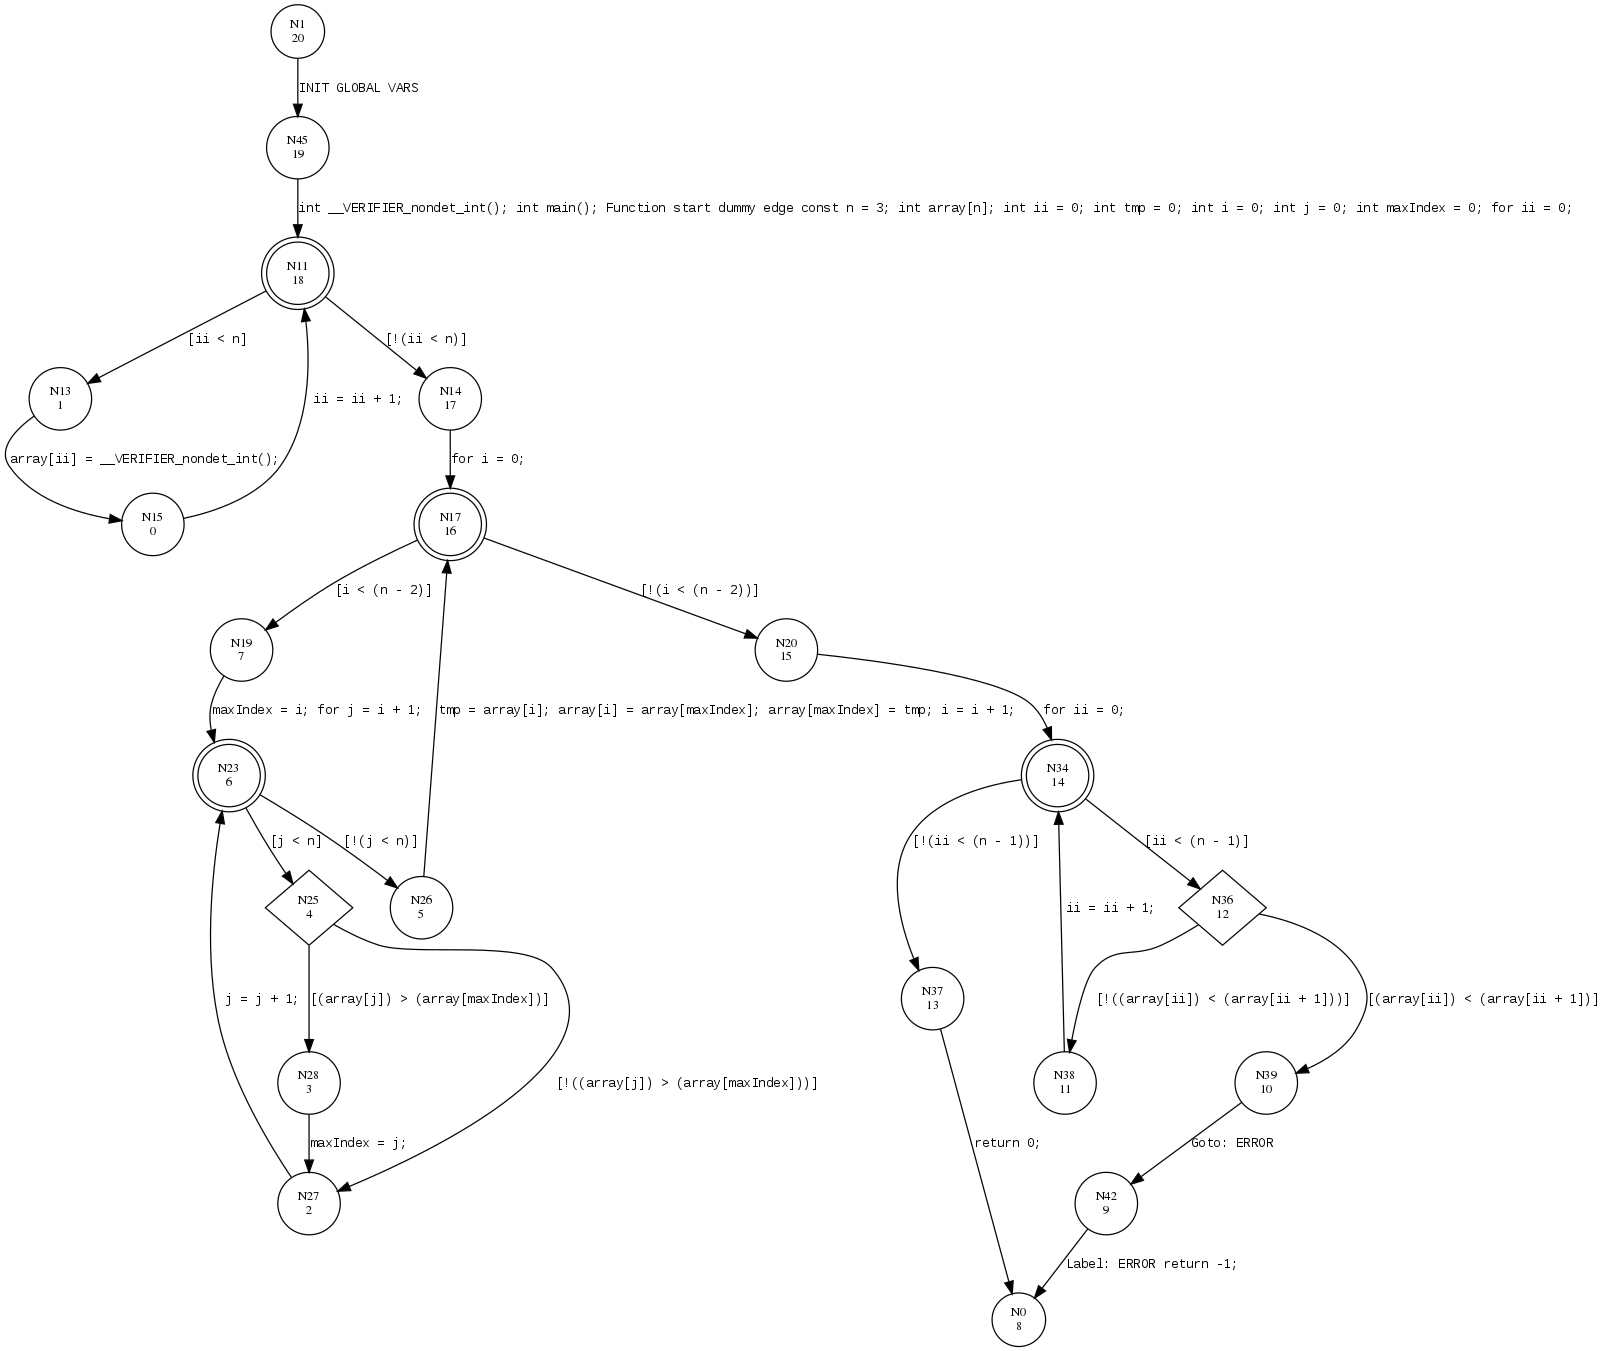 N1
20
INIT GLOBAL VARS
N45
19
int __VERIFIER_nondet_int(); int main(); Function start dummy edge const n = 3; int array[n]; int ii = 0; int tmp = 0; int i = 0; int j = 0; int maxIndex = 0; for ii = 0;
N11
18
[ii < n]
[!(ii < n)]
N13
1
ii = ii + 1;
N14
17
array[ii] = __VERIFIER_nondet_int();
for i = 0;
N15
0
N17
16
[i < (n - 2)]
[!(i < (n - 2))]
N19
7
N20
15
maxIndex = i; for j = i + 1;
tmp = array[i]; array[i] = array[maxIndex]; array[maxIndex] = tmp; i = i + 1;
for ii = 0;
N23
6
N34
14
[j < n]
[!(j < n)]
[!(ii < (n - 1))]
[ii < (n - 1)]
N25
4
N26
5
ii = ii + 1;
N36
12
j = j + 1;
[(array[j]) > (array[maxIndex])]
N37
13
[!((array[ii]) < (array[ii + 1]))]
[(array[ii]) < (array[ii + 1])]
N28
3
[!((array[j]) > (array[maxIndex]))]
N38
11
N39
10
maxIndex = j;
return 0;
Goto: ERROR
N27
2
N42
9
Label: ERROR return -1;
N0
8